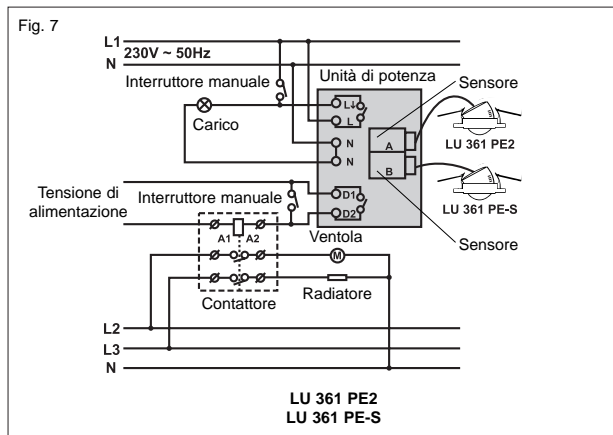 Fig. 7
L1
230V ~ 50Hz
N
Interruttore manuale
Unità di potenza
Sensore
L↓
L
Carico
N
N
A
B
LU 361 PE2
LU 361 PE-S
Sensore
Tensione di
alimentazione
Interruttore manuale
D1
D2
Ventola
A1 A2
M
Contattore
Radiatore
L2
L3
N
LU 361 PE2
LU 361 PE-S